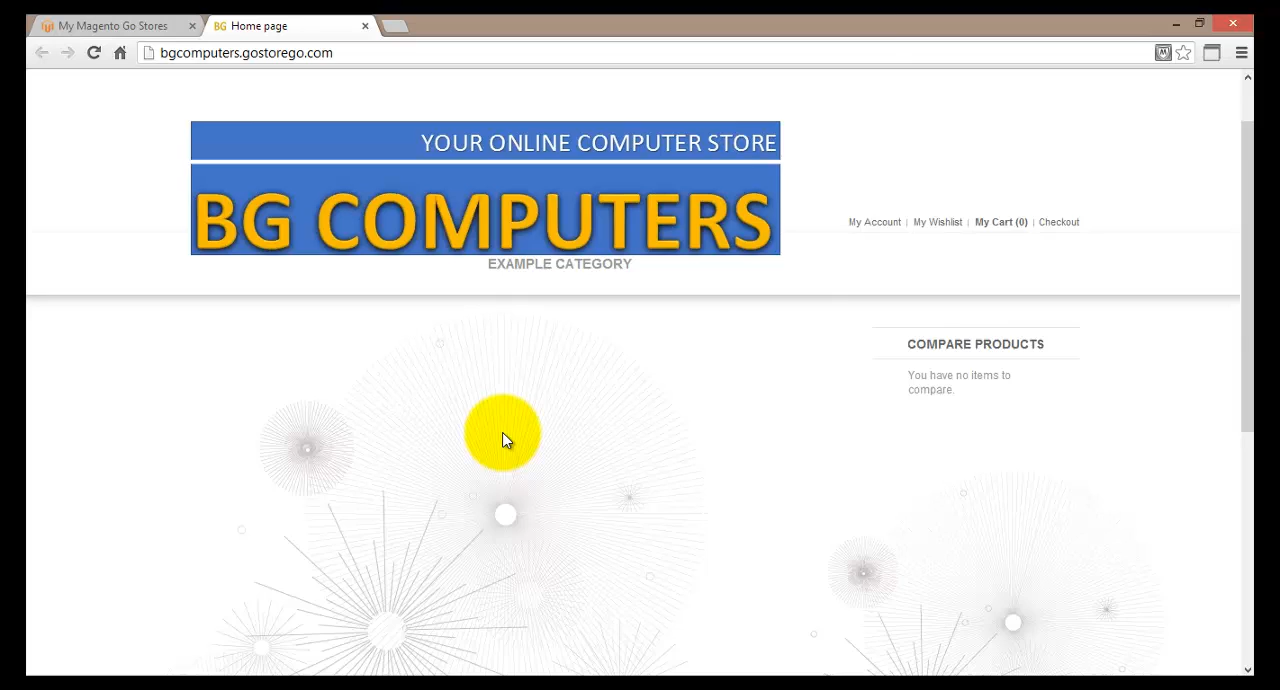 My Magento Go Stores
BG Home page
bgcomputers.gostorego.com
YOUR ONLINE COMPUTER STORE
BG COMPUTERS
My Account | My Wishlist | My Cart (0) | Checkout
EXAMPLE CATEGORY
COMPARE PRODUCTS
You have no items to
compare.